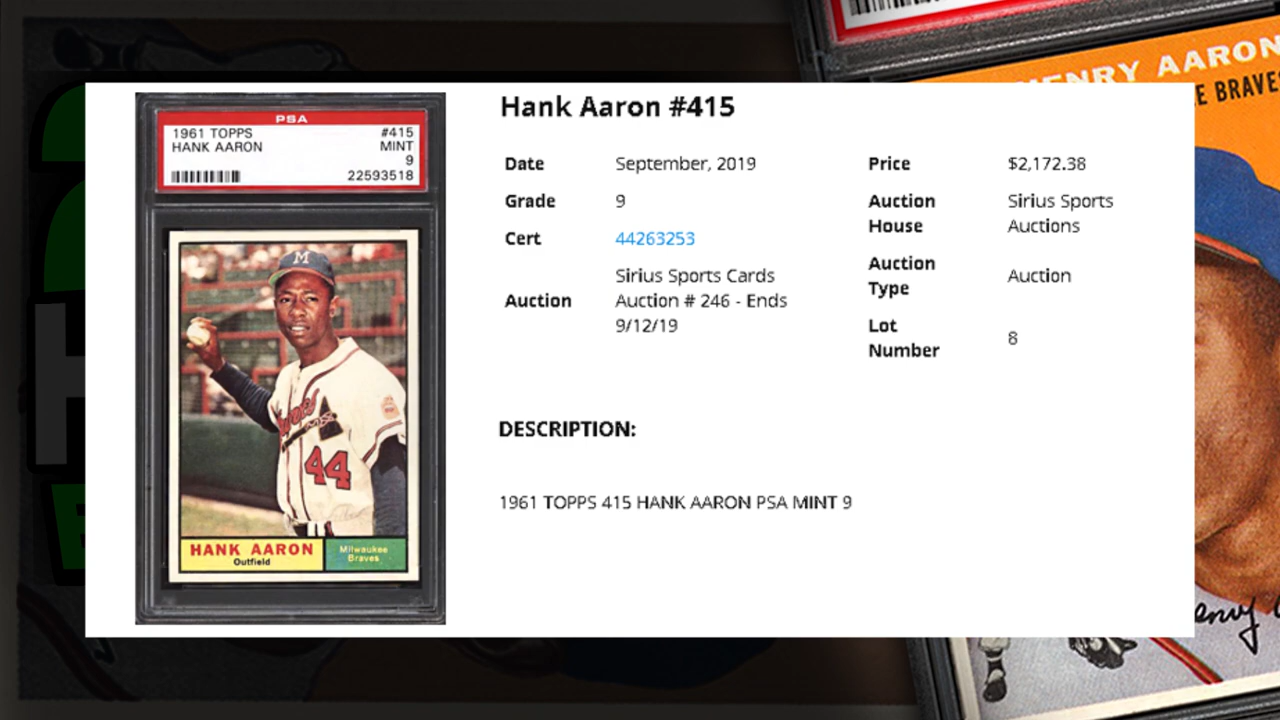 HENRY AARON
E BRAVE
PSA
1961 TOPPS #415
HANK AARON MINT
9
22593518
M
Braves
44
HANK AARON
Outfield
Milwaukee
Braves
Hank Aaron #415
Date September, 2019
Grade 9
Cert 44263253
Auction Sirius Sports Cards
Auction # 246 - Ends
9/12/19
Price $2,172.38
Auction House Sirius Sports
Auctions
Auction Type Auction
Lot Number 8
DESCRIPTION:
1961 TOPPS 415 HANK AARON PSA MINT 9